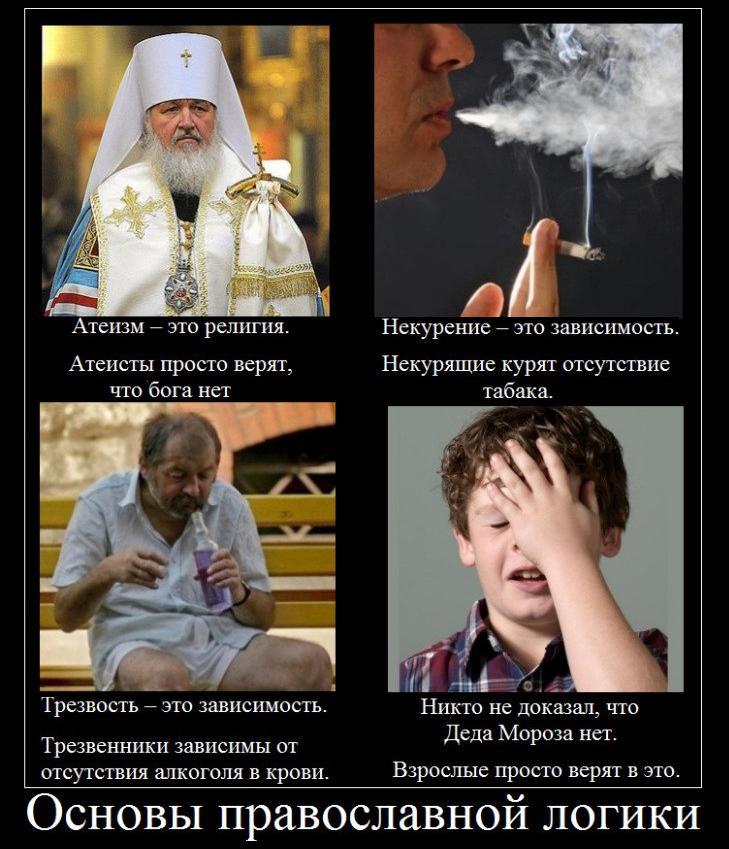 Атеизм – это религия.
Атеисты просто верят,
что бога нет
Некурение – это зависимость.
Некурящие курят отсутствие
табака.
Трезвость – это зависимость.
Трезвенники зависимы от
отсутствия алкоголя в крови.
Никто не доказал, что
Деда Мороза нет.
Взрослые просто верят в это.
Основы православной логики